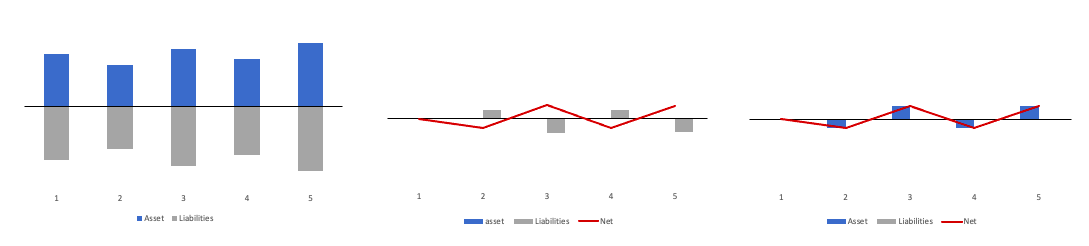 1 2 3 4 5
Asset Liabilities
1 2 3 4 5
asset Liabilities Net
1 2 3 4 5
Asset Liabilities Net